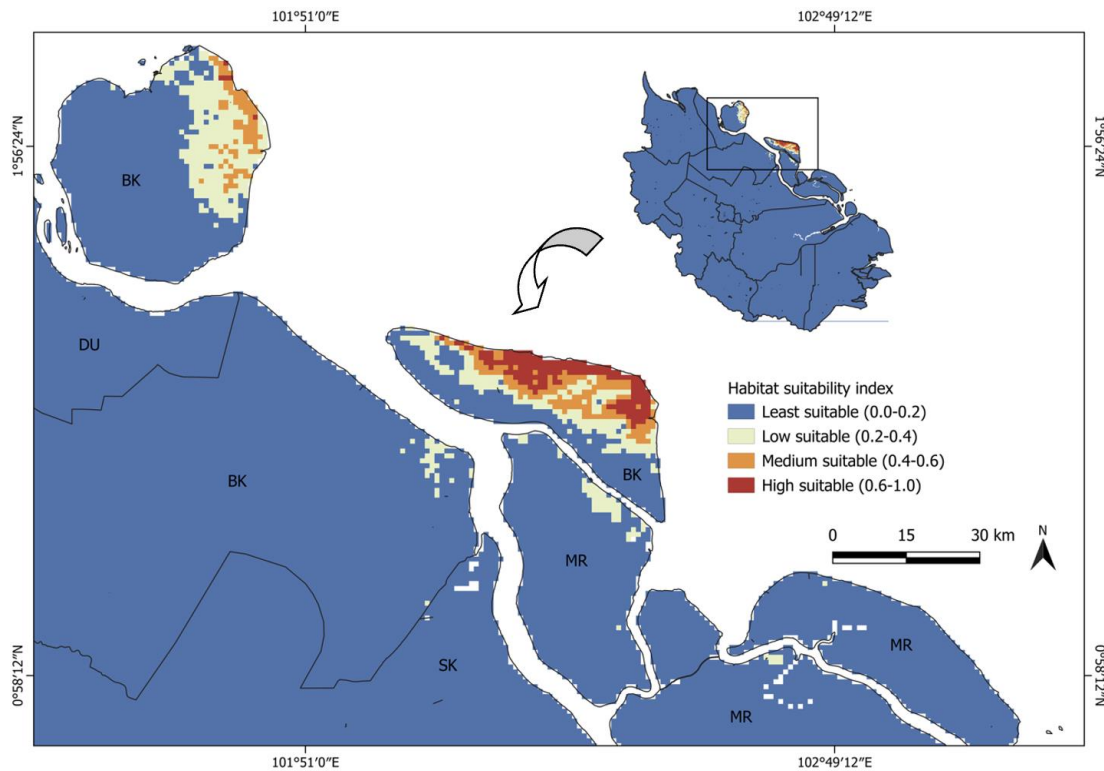 101°51′0″E
102°49′12″E
1°56′24″N
1°56′24″N
BK
DU
BK
BK
MR
SK
MR
MR
Habitat suitability index
Least suitable (0.0-0.2)
Low suitable (0.2-0.4)
Medium suitable (0.4-0.6)
High suitable (0.6-1.0)
0
15
30 km
N
0°58′12″N
0°58′12″N
101°51′0″E
102°49′12″E